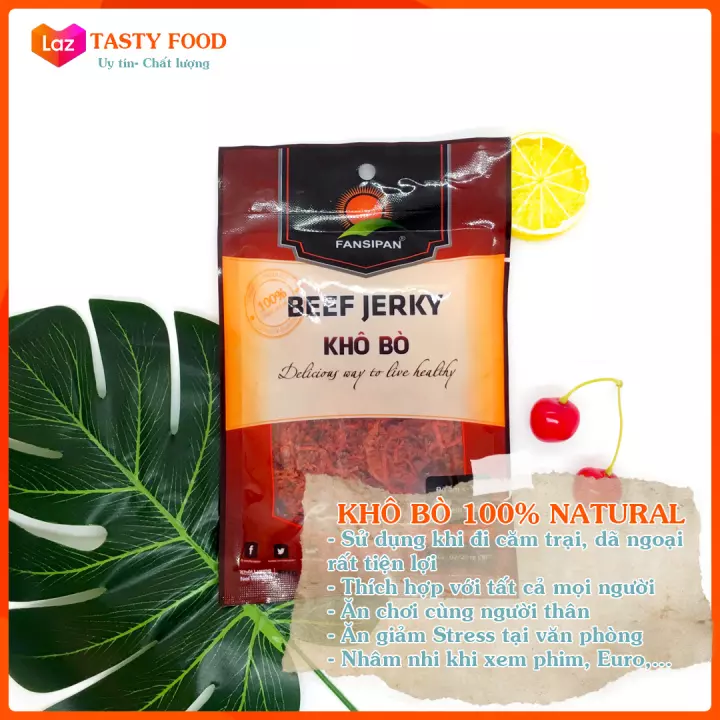 Laz
TASTY FOOD
Uy tín- Chất lượng
FANSIPAN®
100%
BEEF JERKY
KHÔ BÒ
Delicious way to live healthy
KHÔ BÒ 100% NATURAL
- Sử dụng khi đi căm trại, dã ngoại
rất tiện lợi
- Thích hợp với tất cả mọi người
- Ăn chơi cùng người thân
- Ăn giảm Stress tại văn phòng
- Nhâm nhi khi xem phim, Euro,...